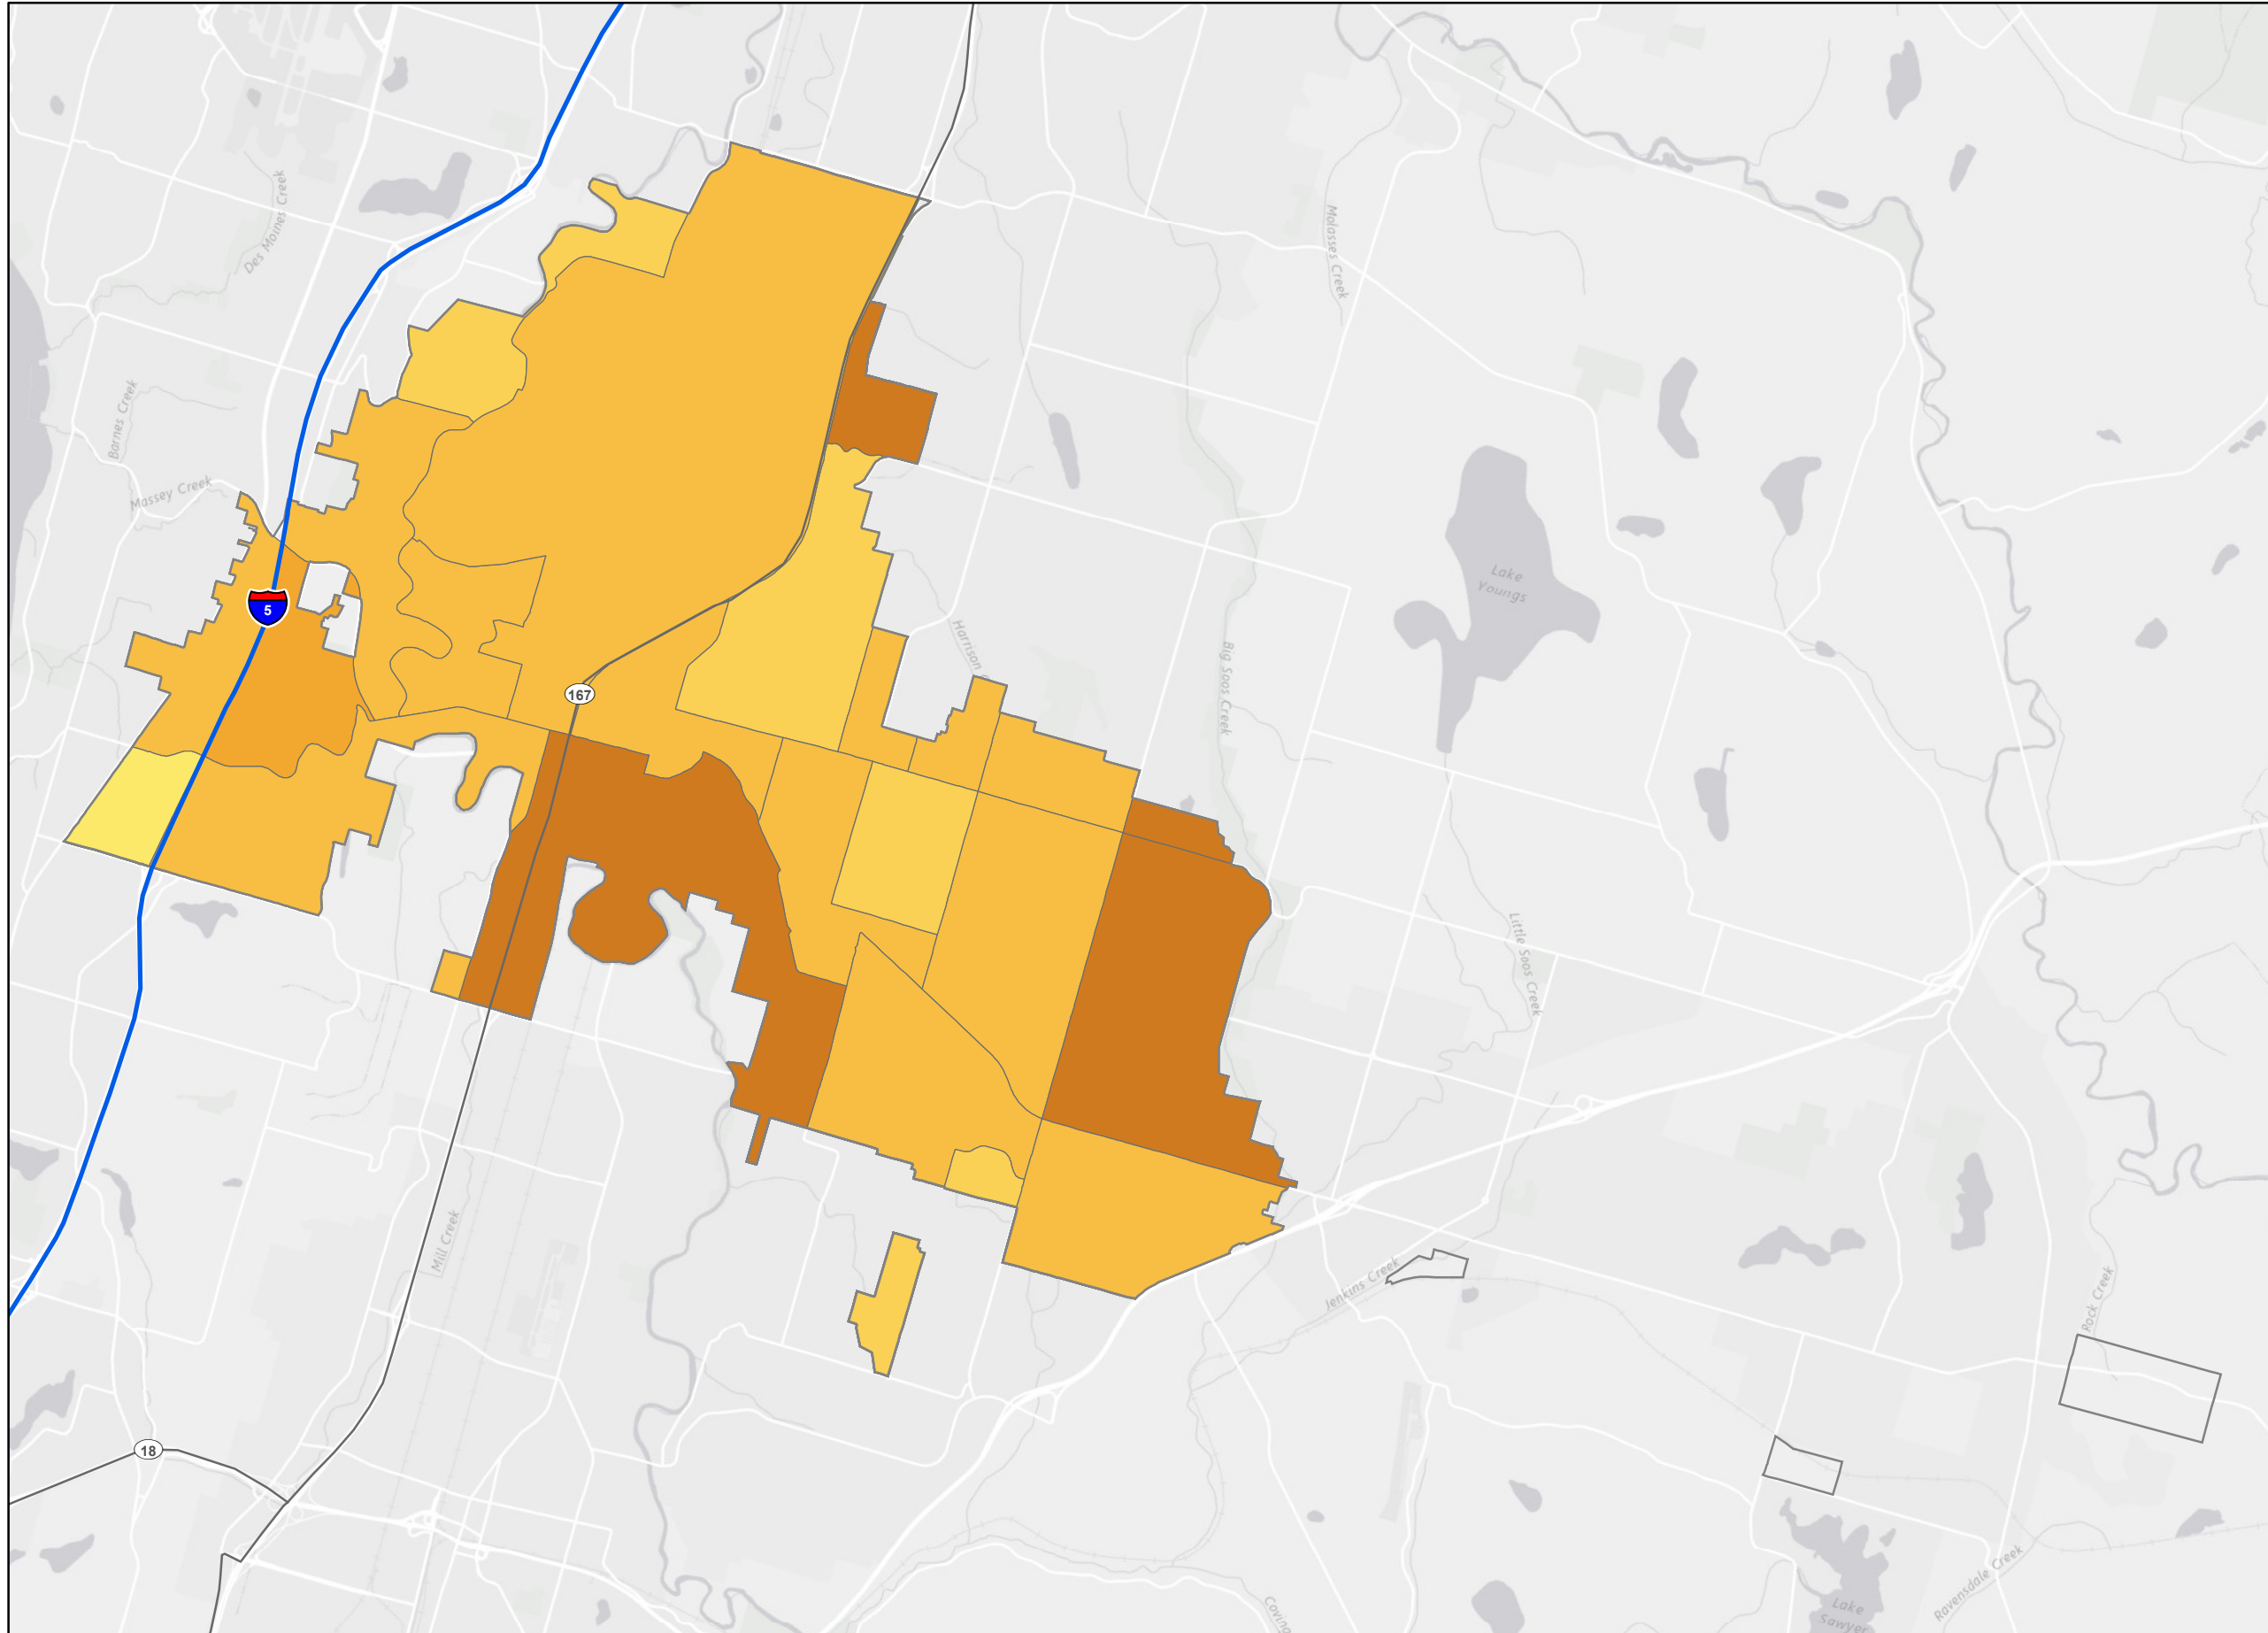 Des Moines Creek
Molasses Creek
Barnes Creek
Massey Creek
Lake
Youngs
5
Harrison
Big Soos Creek
167
Little Soos Creek
Mill Creek
Jenkins Creek
Rock Creek
18
Ravensdale Creek
Lake
Sawyer